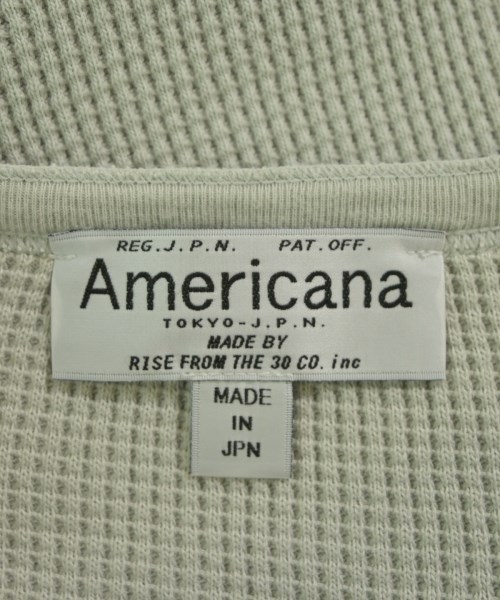 REG.J.P.N. PAT.OFF.
Americana
TOKYO-J.P.N.
MADE BY
RISE FROM THE 30 CO. inc
MADE
IN
JPN